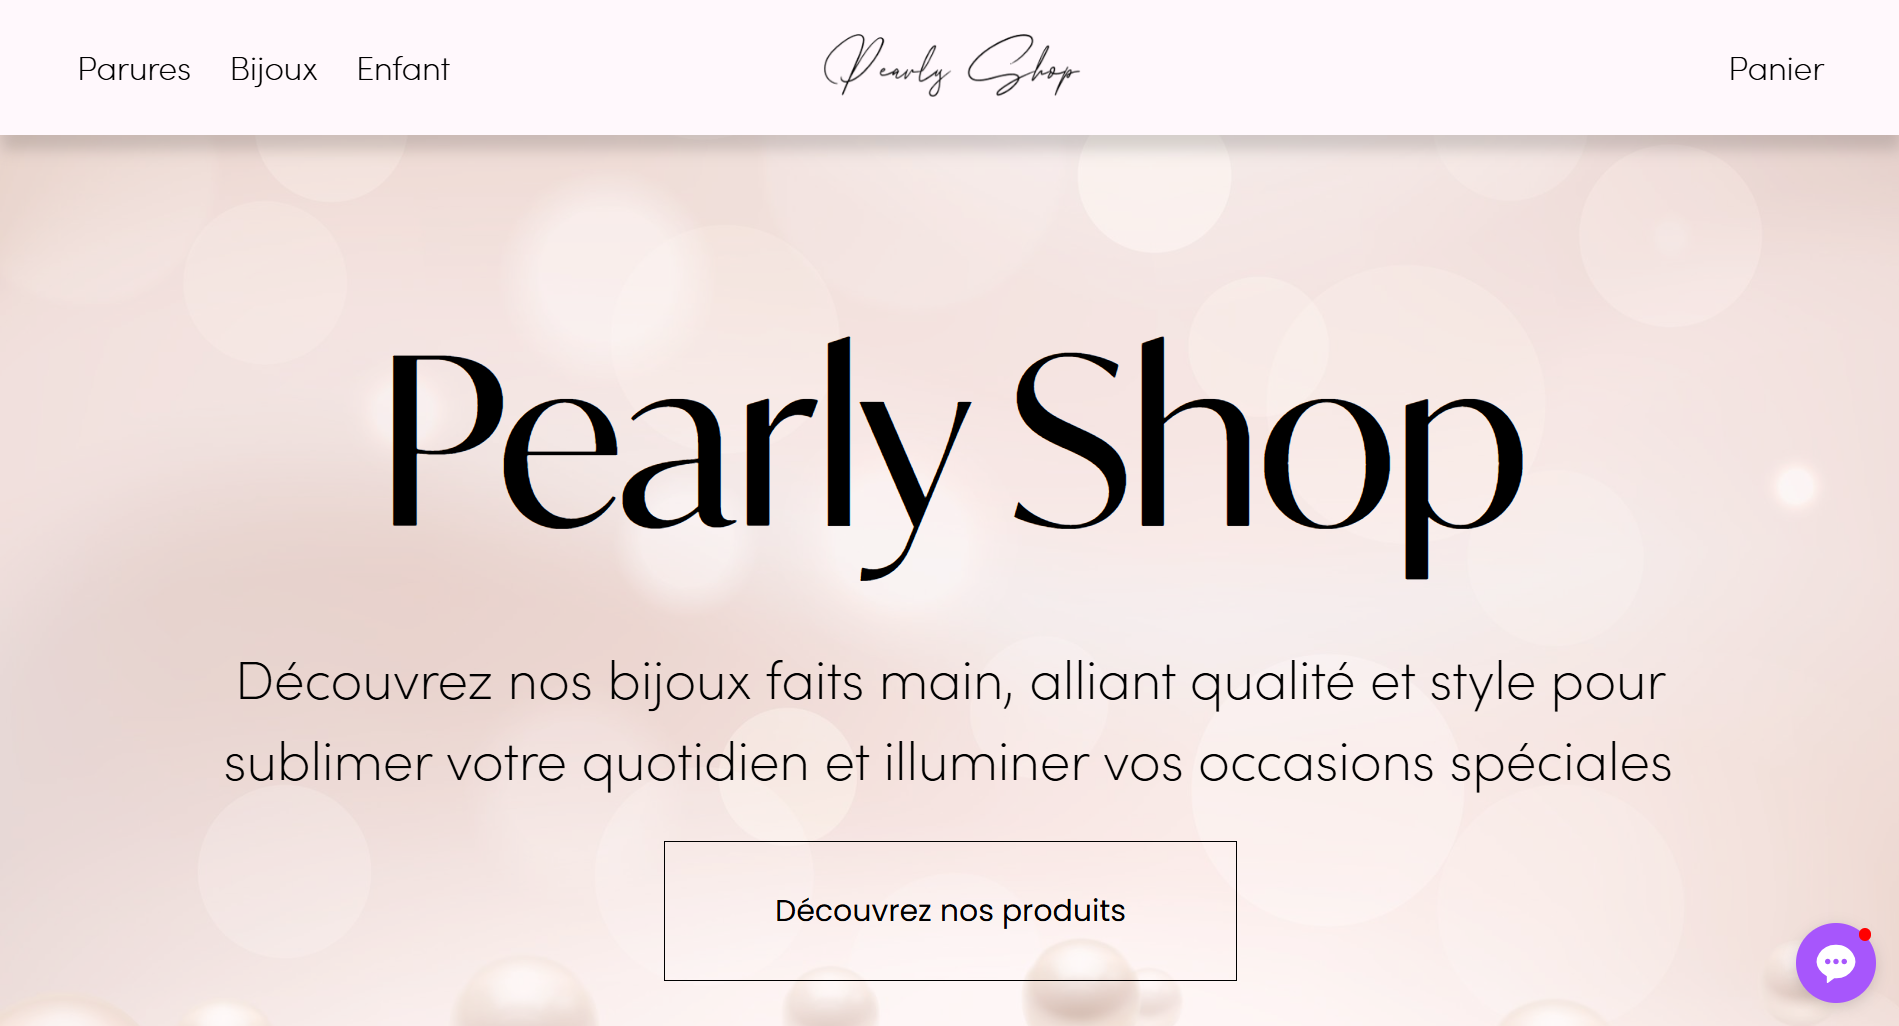 Parures Bijoux Enfant Pearly Shop Panier
Pearly Shop
Découvrez nos bijoux faits main, alliant qualité et style pour
sublimer votre quotidien et illuminer vos occasions spéciales
Découvrez nos produits